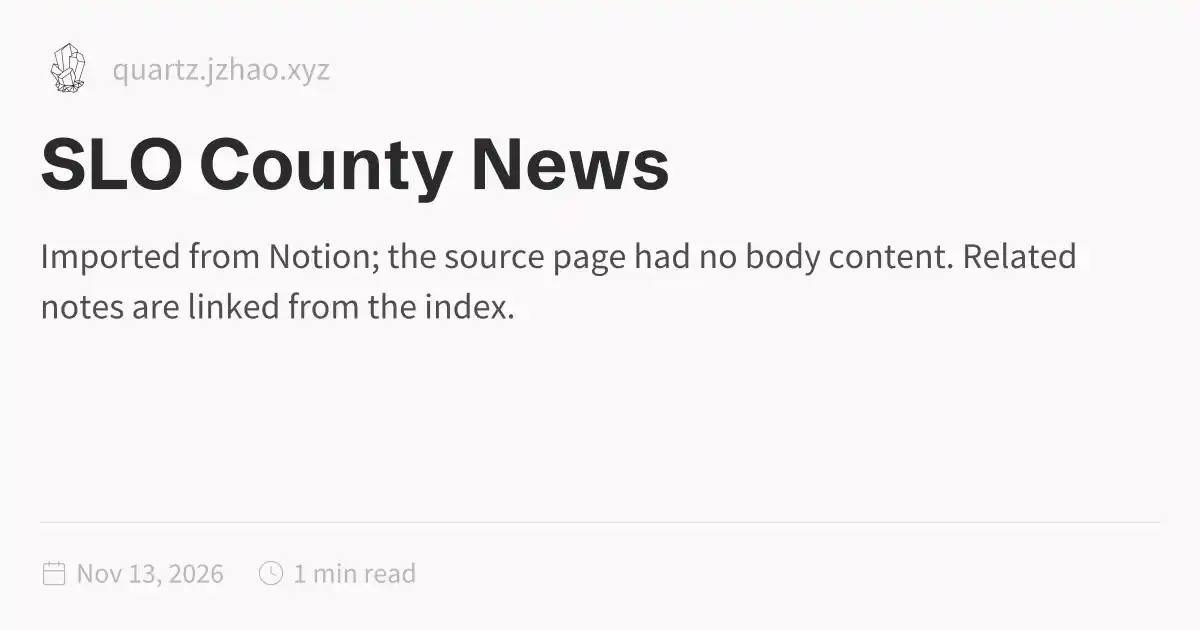 quartz.jzhao.xyz
SLO County News
Imported from Notion; the source page had no body content. Related
notes are linked from the index.
Nov 13, 2026
1 min read